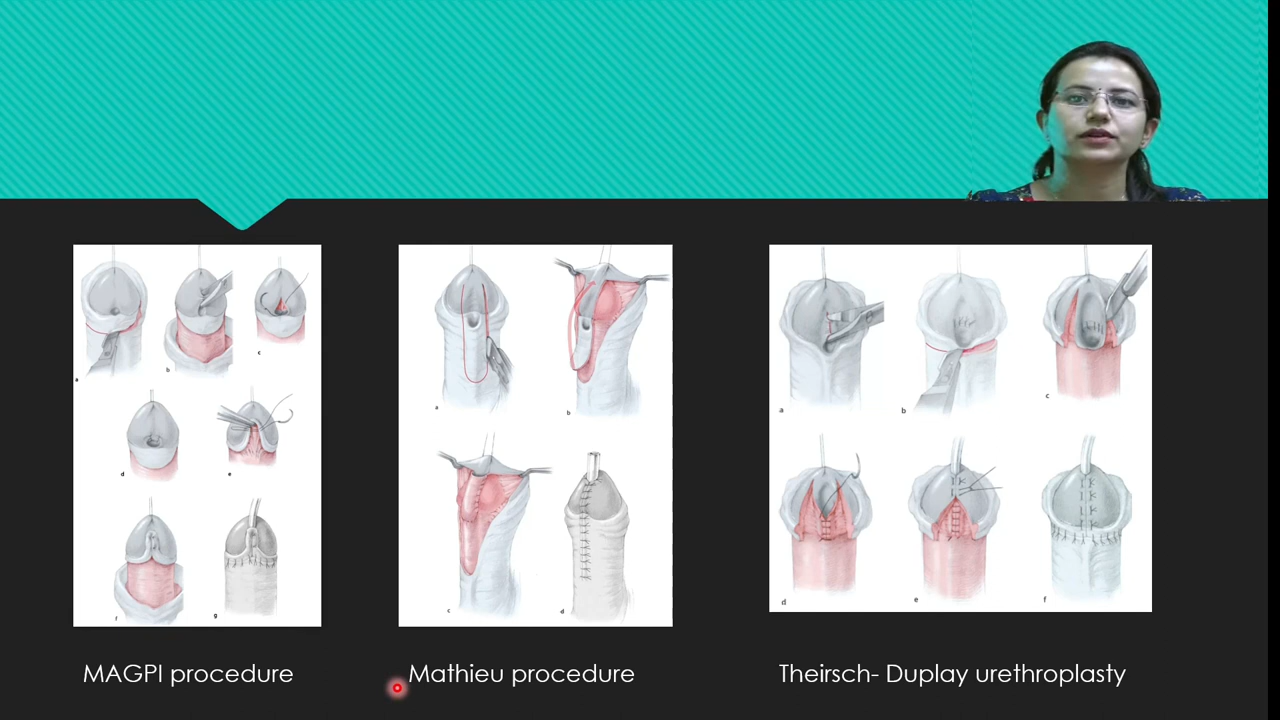 a
b
c
d
e
f
g
a
b
c
d
a
b
c
d
e
f
MAGPI procedure
Mathieu procedure
Theirsch- Duplay urethroplasty